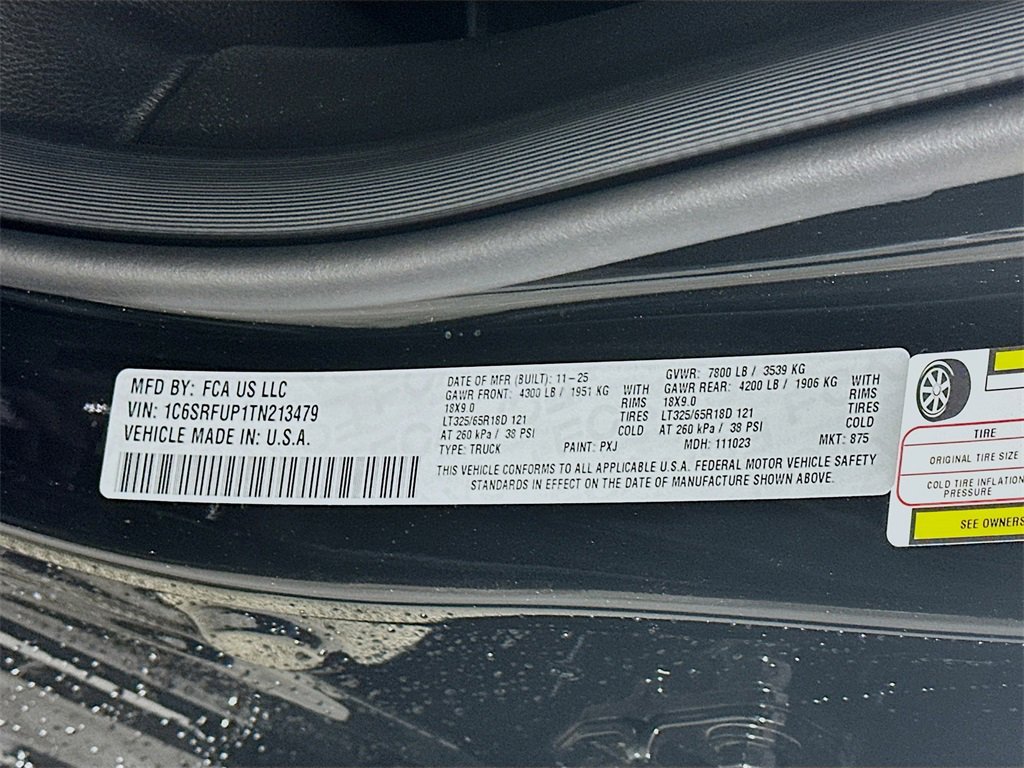 MFD BY: FCA US LLC
VIN: 1C6SRFUP1TN213479
VEHICLE MADE IN: U.S.A.
DATE OF MFR (BUILT): 11-25
GAWR FRONT: 4300 LB / 1951 KG WITH
18X9.0 RIMS
LT325/65R18D 121 TIRES
AT 260 kPa / 38 PSI COLD
TYPE: TRUCK PAINT: PXJ
GVWR: 7800 LB / 3539 KG
GAWR REAR: 4200 LB / 1906 KG WITH
18X9.0 RIMS
LT325/65R18D 121 TIRES
AT 260 kPa / 38 PSI COLD
MDH: 111023 MKT: 875
THIS VEHICLE CONFORMS TO ALL APPLICABLE U.S.A. FEDERAL MOTOR VEHICLE SAFETY
STANDARDS IN EFFECT ON THE DATE OF MANUFACTURE SHOWN ABOVE.
TIRE
ORIGINAL TIRE SIZE
COLD TIRE INFLATION
PRESSURE
SEE OWNERS